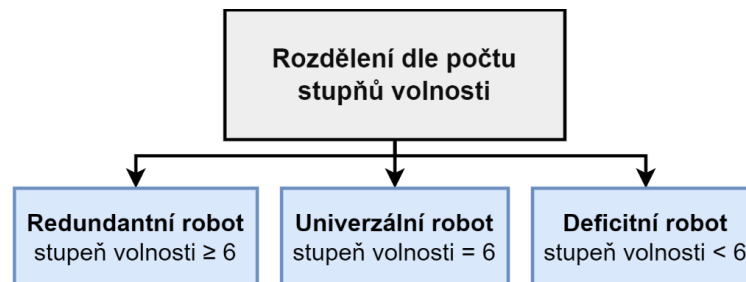 Rozdělení dle počtu
stupňů volnosti
Redundantní robot
stupeň volnosti ≥ 6
Univerzální robot
stupeň volnosti = 6
Deficitní robot
stupeň volnosti < 6